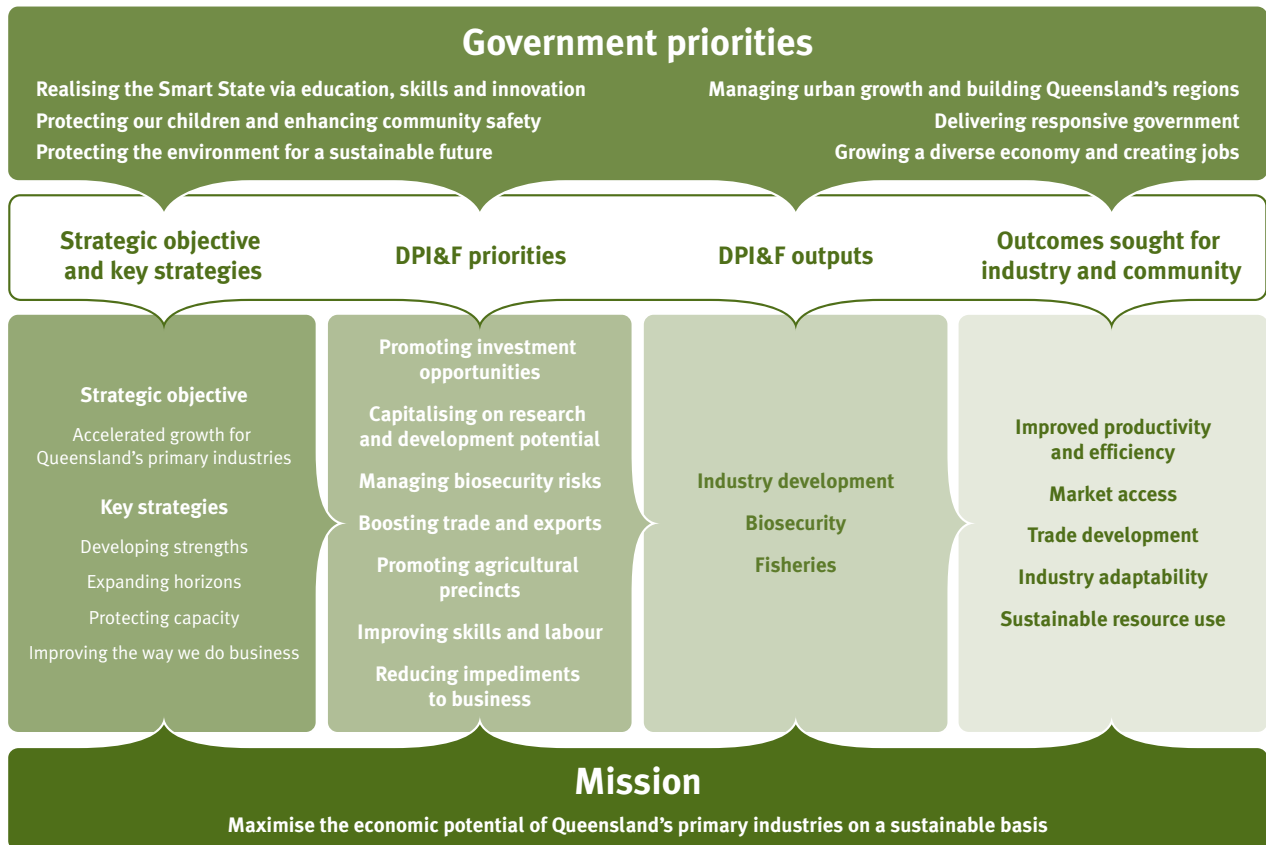 Government priorities
Realising the Smart State via education, skills and innovation
Protecting our children and enhancing community safety
Protecting the environment for a sustainable future
Managing urban growth and building Queensland’s regions
Delivering responsive government
Growing a diverse economy and creating jobs
Strategic objective
and key strategies
DPI&F priorities
DPI&F outputs
Outcomes sought for
industry and community
Strategic objective
Accelerated growth for
Queensland’s primary industries
Key strategies
Developing strengths
Expanding horizons
Protecting capacity
Improving the way we do business
Promoting investment
opportunities
Capitalising on research
and development potential
Managing biosecurity risks
Boosting trade and exports
Promoting agricultural
precincts
Improving skills and labour
Reducing impediments
to business
Industry development
Biosecurity
Fisheries
Improved productivity
and efficiency
Market access
Trade development
Industry adaptability
Sustainable resource use
Mission
Maximise the economic potential of Queensland’s primary industries on a sustainable basis